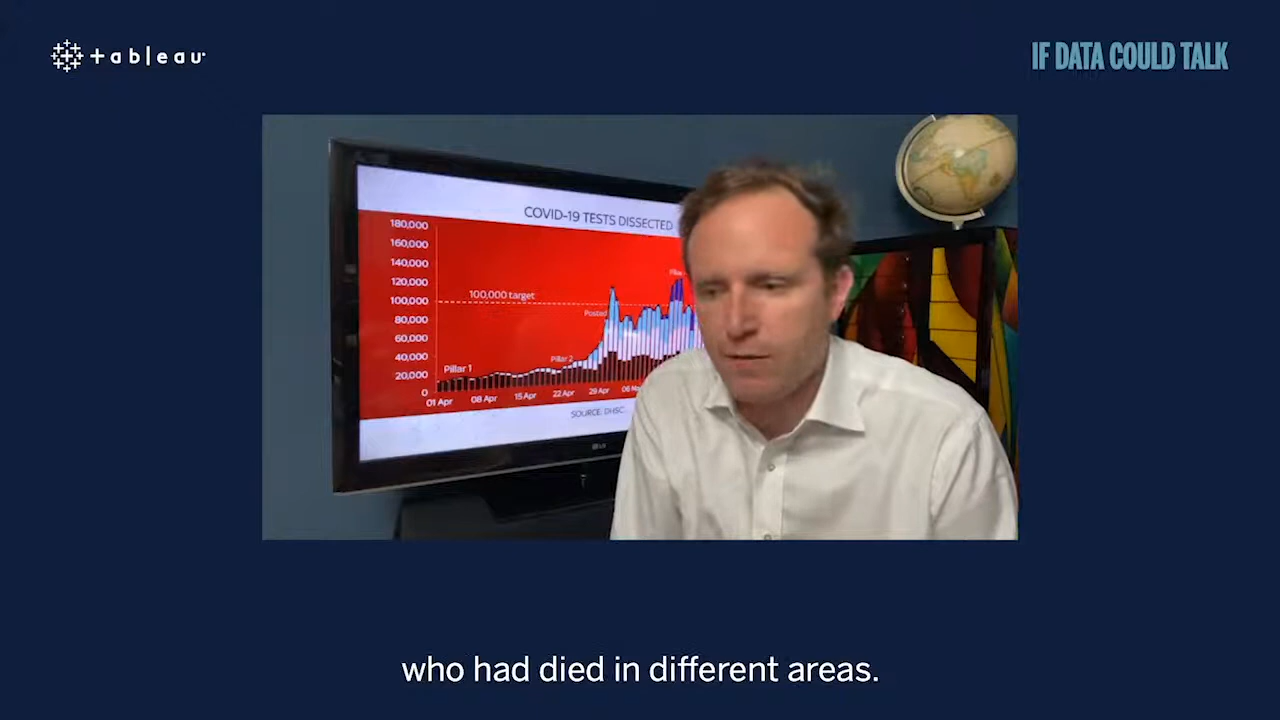 tableau
IF DATA COULD TALK
COVID-19 TESTS DISSECTED
180,000
160,000
140,000
120,000
100,000
80,000
60,000
40,000
20,000
0
100,000 target
Posted
Pillar 2
Pillar 1
01 Apr 08 Apr 15 Apr 22 Apr 29 Apr 06
SOURCE: DHSC
who had died in different areas.